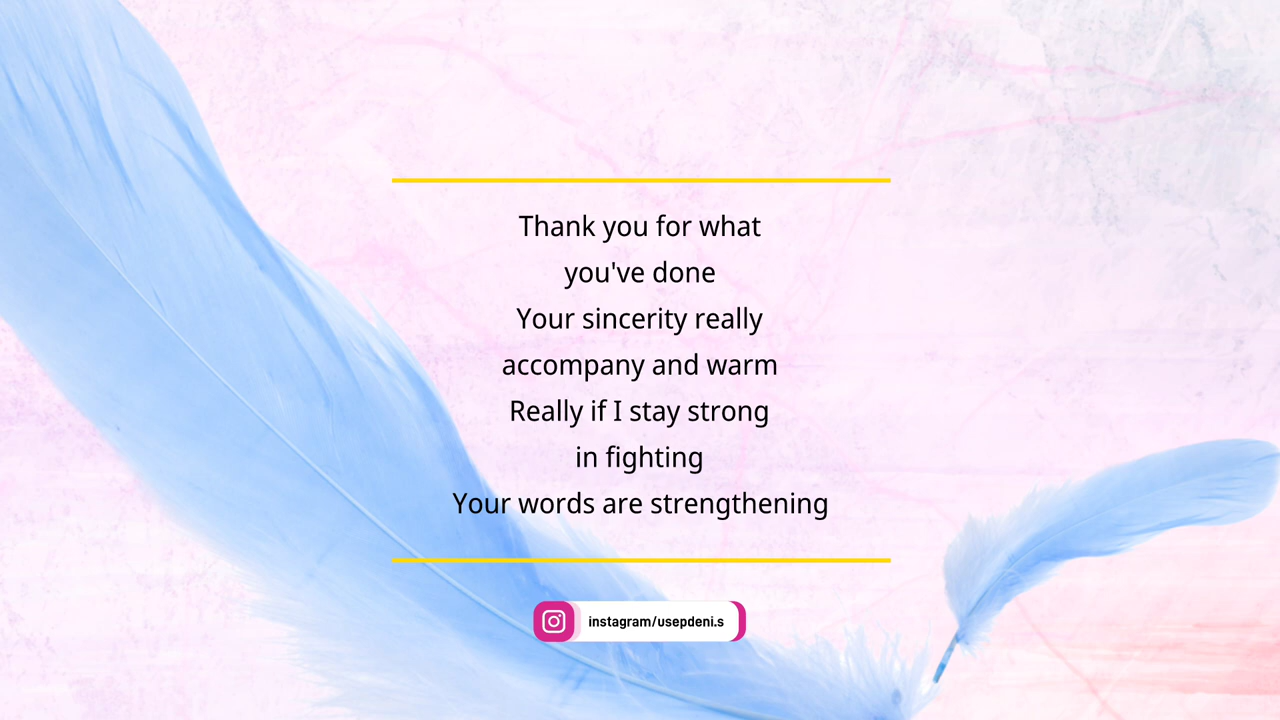 Thank you for what
you've done
Your sincerity really
accompany and warm
Really if I stay strong
in fighting
Your words are strengthening
instagram/usepdeni.s